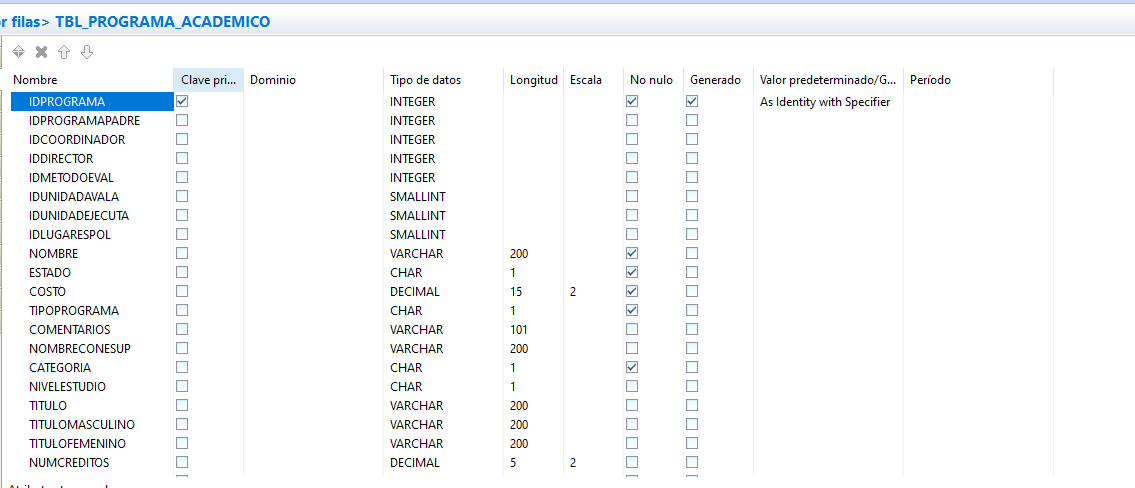 r filas> TBL_PROGRAMA_ACADEMICO
Nombre Clave pri... Dominio Tipo de datos Longitud Escala No nulo Generado Valor predeterminado/G... Período
IDPROGRAMA INTEGER As Identity with Specifier
IDPROGRAMAPADRE INTEGER
IDCOORDINADOR INTEGER
IDDIRECTOR INTEGER
IDMETODOEVAL INTEGER
IDUNIDADAVALA SMALLINT
IDUNIDADEJECUTA SMALLINT
IDLUGARESPOL SMALLINT
NOMBRE VARCHAR 200
ESTADO CHAR 1
COSTO DECIMAL 15 2
TIPOPROGRAMA CHAR 1
COMENTARIOS VARCHAR 101
NOMBRECONESUP VARCHAR 200
CATEGORIA CHAR 1
NIVELESTUDIO CHAR 1
TITULO VARCHAR 200
TITULOMASCULINO VARCHAR 200
TITULOFEMENINO VARCHAR 200
NUMCREDITOS DECIMAL 5 2